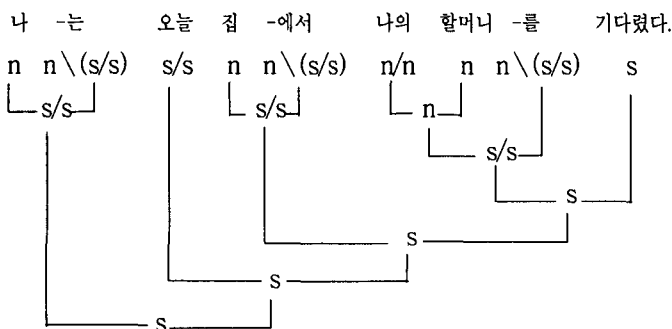 나 -는 오늘 집 -에서 나의 할머니 -를 기다렸다.
n n\(s/s) s/s n n\(s/s) n/n n n\(s/s) s
s/s s/s n
s/s
s
s
s
s